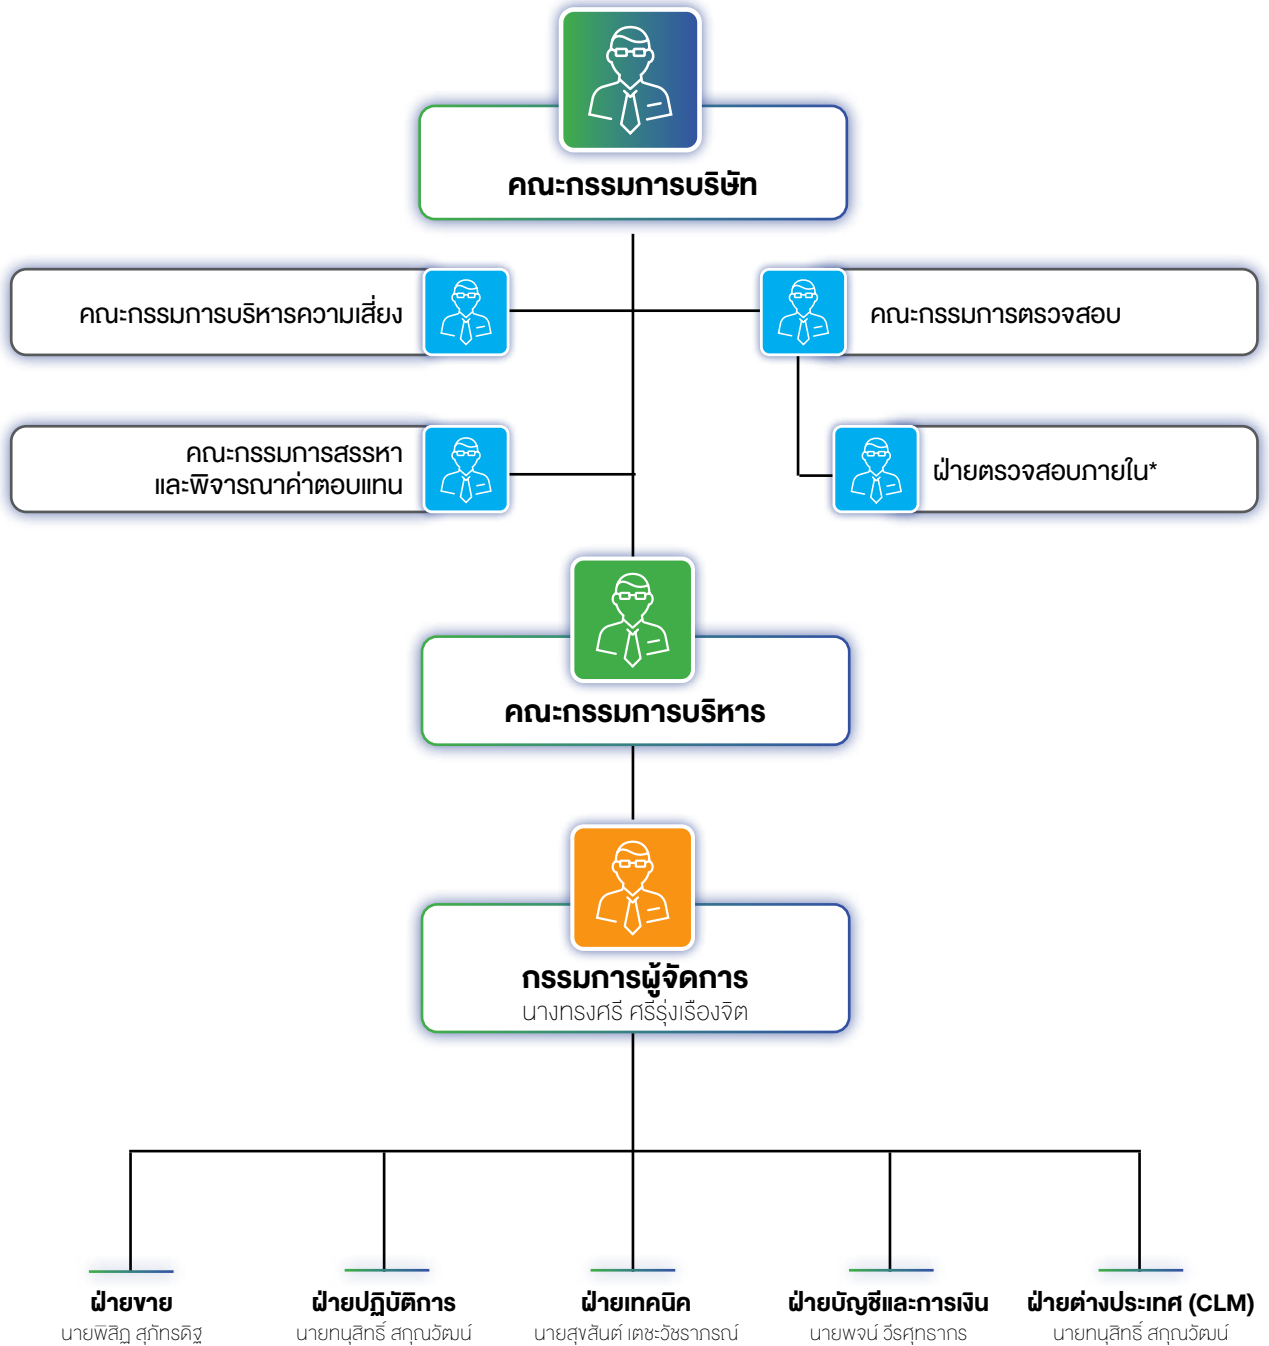 คณะกรรมการบริษัท
คณะกรรมการบริหารความเสี่ยง
คณะกรรมการตรวจสอบ
คณะกรรมการสรรหา
และพิจารณาค่าตอบแทน
ฝ่ายตรวจสอบภายใน*
คณะกรรมการบริหาร
กรรมการผู้จัดการ
นางทรงศรี ศรีรุ่งเรืองจิต
ฝ่ายขาย
นายพิสิฏ สุภัทรดิฐ
ฝ่ายปฏิบัติการ
นายทนุสิทธิ์ สกุณวัฒน์
ฝ่ายเทคนิค
นายสุขสันต์ เตชะวัชราภรณ์
ฝ่ายบัญชีและการเงิน
นายพจน์ วีรศุทธากร
ฝ่ายต่างประเทศ (CLM)
นายทนุสิทธิ์ สกุณวัฒน์